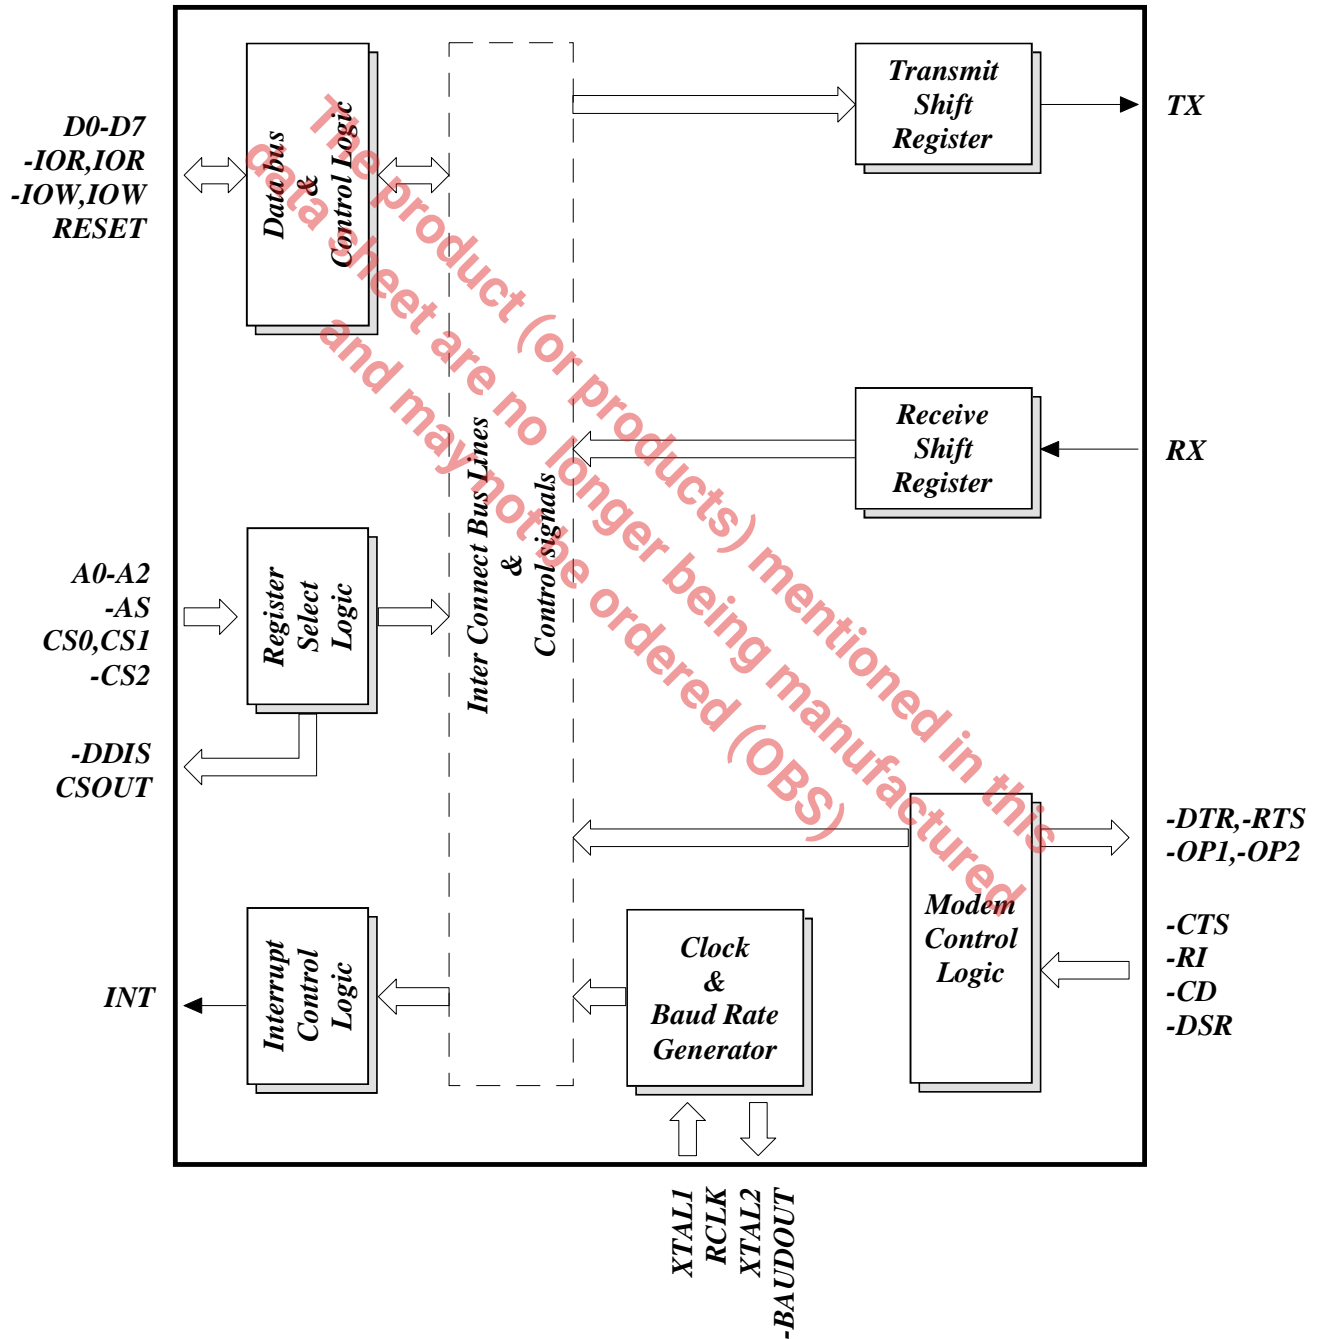 D0-D7
-IOR,IOR
-IOW,IOW
RESET
Data bus
&
Control Logic
Transmit
Shift
Register
TX
Receive
Shift
Register
RX
Inter Connect Bus Lines
&
Control signals
A0-A2
-AS
CS0,CS1
-CS2
Register
Select
Logic
-DDIS
CSOUT
-DTR,-RTS
-OP1,-OP2
Modem
Control
Logic
-CTS
-RI
-CD
-DSR
INT
Interrupt
Control
Logic
Clock
&
Baud Rate
Generator
XTAL1
RCLK
XTAL2
-BAUDOUT
The product (or products) mentioned in this
data sheet are no longer being manufactured
and may not be ordered (OBS)